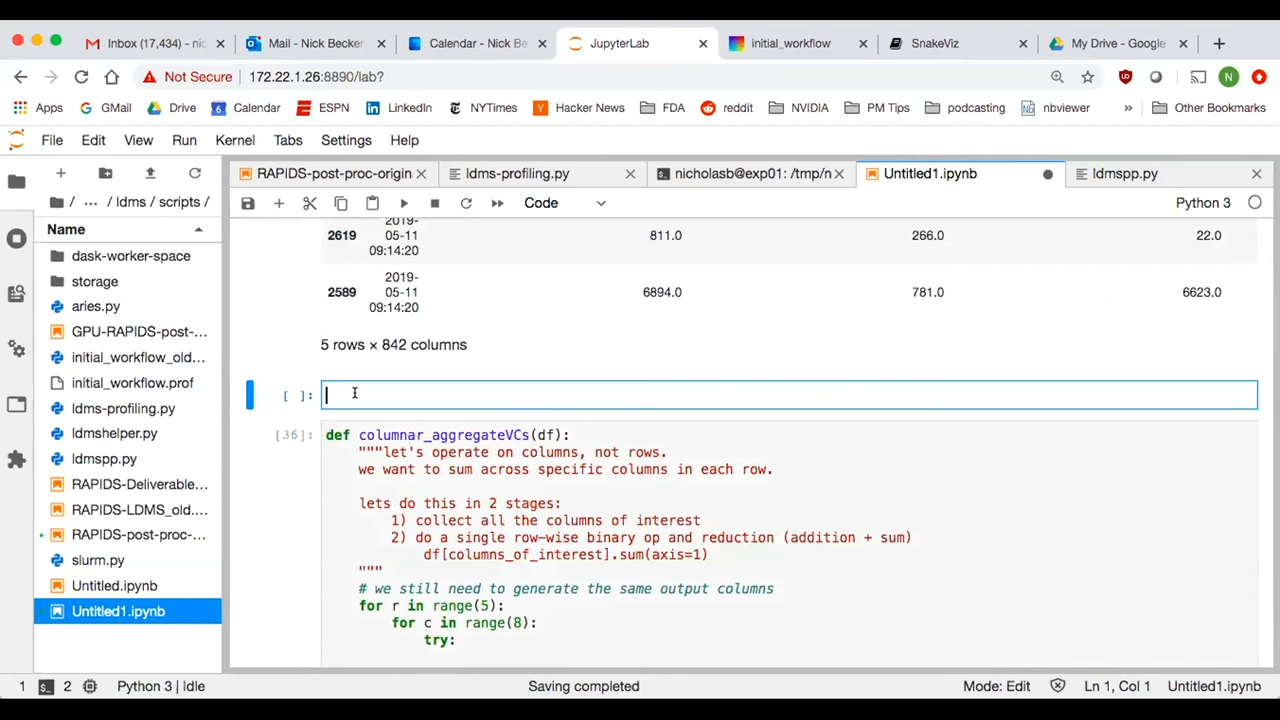 Inbox (17,434) - nic
Mail - Nick Becker
Calendar - Nick Be
JupyterLab
initial_workflow
SnakeViz
My Drive - Google
Not Secure
172.22.1.26:8890/lab?
N
Apps
GMail
Drive
Calendar
ESPN
LinkedIn
NYTimes
Hacker News
FDA
reddit
NVIDIA
PM Tips
podcasting
nbviewer
»
Other Bookmarks
File
Edit
View
Run
Kernel
Tabs
Settings
Help
RAPIDS-post-proc-origin
ldms-profiling.py
nicholasb@exp01: /tmp/n
Untitled1.ipynb
ldmspp.py
/ ... / ldms / scripts /
Code
Python 3
Name
dask-worker-space
storage
aries.py
GPU-RAPIDS-post-...
initial_workflow_old...
initial_workflow.prof
ldms-profiling.py
ldmshelper.py
ldmspp.py
RAPIDS-Deliverable...
RAPIDS-LDMS_old....
RAPIDS-post-proc-...
slurm.py
Untitled.ipynb
Untitled1.ipynb
2019-
2619 05-11 811.0 266.0 22.0
09:14:20
2019-
2589 05-11 6894.0 781.0 6623.0
09:14:20
5 rows × 842 columns
[ ]:
[36]: def columnar_aggregateVCs(df):
"""let's operate on columns, not rows.
we want to sum across specific columns in each row.
lets do this in 2 stages:
1) collect all the columns of interest
2) do a single row-wise binary op and reduction (addition + sum)
df[columns_of_interest].sum(axis=1)
"""
# we still need to generate the same output columns
for r in range(5):
for c in range(8):
try:
1
2
Python 3 | Idle
Saving completed
Mode: Edit
Ln 1, Col 1
Untitled1.ipynb